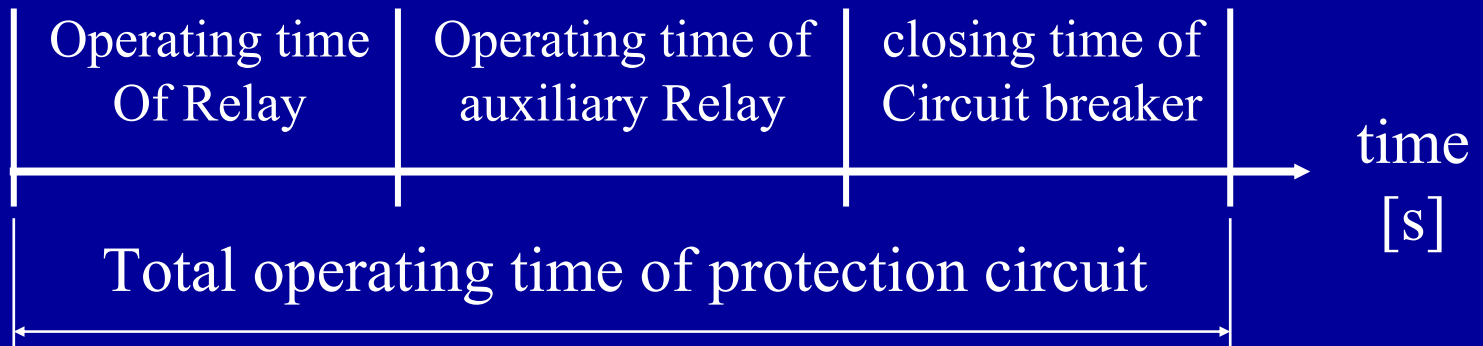 Operating time
Of Relay
Operating time of
auxiliary Relay
closing time of
Circuit breaker
time
[s]
Total operating time of protection circuit